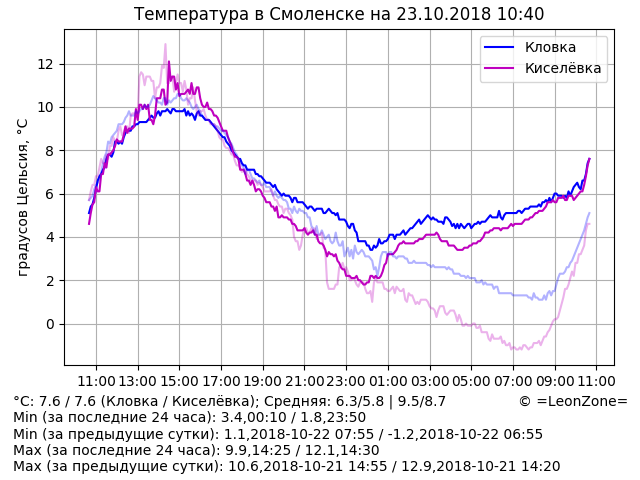 Температура в Смоленске на 23.10.2018 10:40
градусов Цельсия, °C
12
10
8
6
4
2
0
Кловка
Киселёвка
11:00 13:00 15:00 17:00 19:00 21:00 23:00 01:00 03:00 05:00 07:00 09:00 11:00
°C: 7.6 / 7.6 (Кловка / Киселёвка); Средняя: 6.3/5.8 | 9.5/8.7 © =LeonZone=
Min (за последние 24 часа): 3.4,00:10 / 1.8,23:50
Min (за предыдущие сутки): 1.1,2018-10-22 07:55 / -1.2,2018-10-22 06:55
Max (за последние 24 часа): 9.9,14:25 / 12.1,14:30
Max (за предыдущие сутки): 10.6,2018-10-21 14:55 / 12.9,2018-10-21 14:20